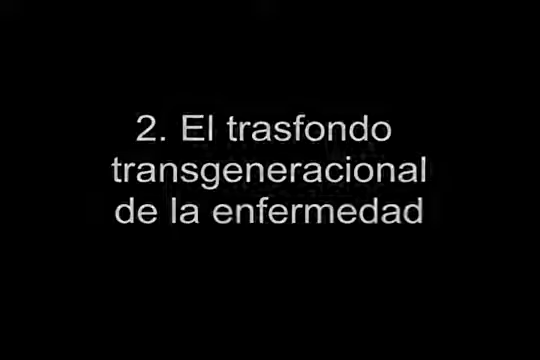 2. El trasfondo
transgeneracional
de la enfermedad